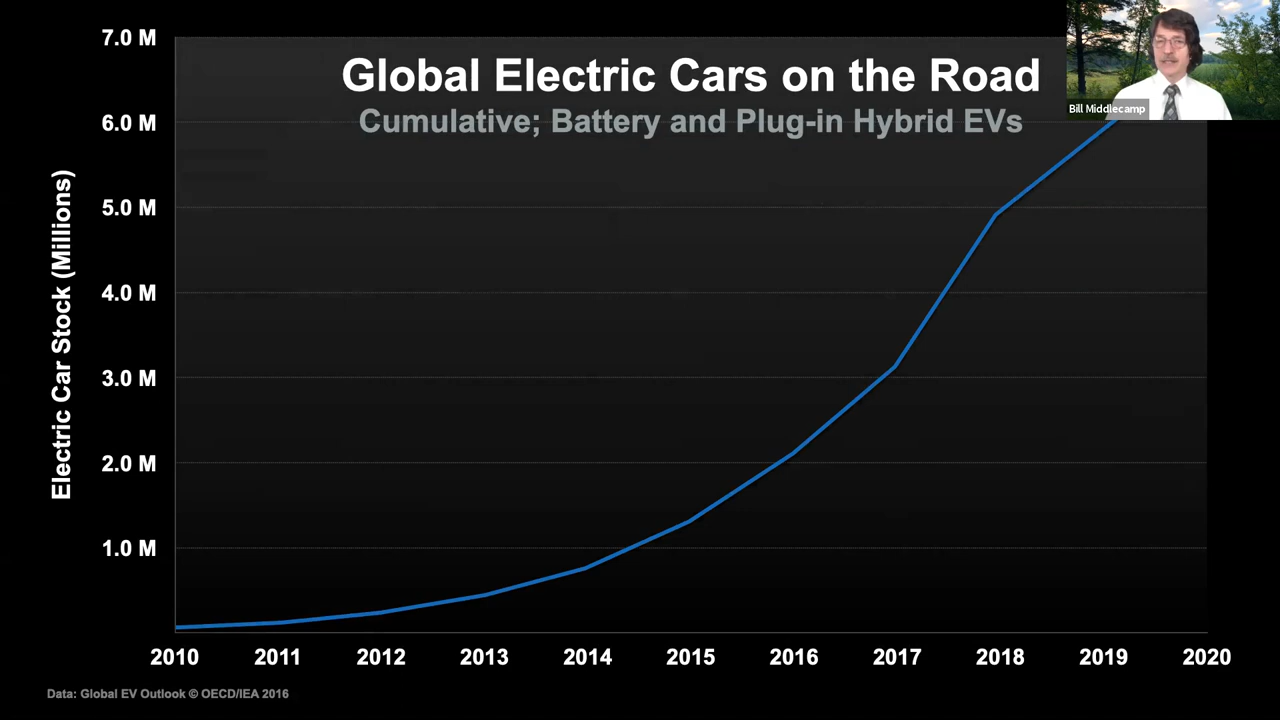 Global Electric Cars on the Road
Cumulative; Battery and Plug-in Hybrid EVs
Bill Middlecamp
Electric Car Stock (Millions)
7.0 M
6.0 M
5.0 M
4.0 M
3.0 M
2.0 M
1.0 M
2010 2011 2012 2013 2014 2015 2016 2017 2018 2019 2020
Data: Global EV Outlook © OECD/IEA 2016